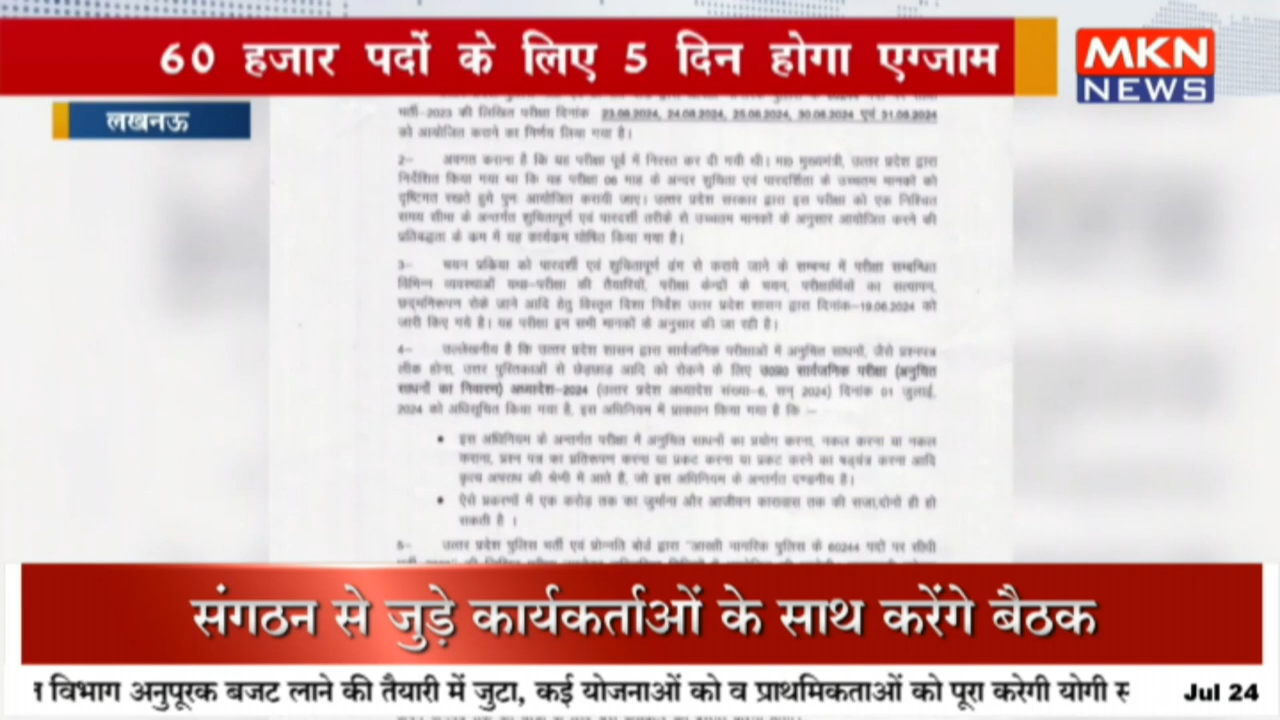 60 हजार पदों के लिए 5 दिन होगा एग्जाम
MKN
NEWS
लखनऊ
भर्ती-2023 की लिखित परीक्षा दिनांक 23.08.2024, 24.08.2024, 25.08.2024, 30.08.2024 एवं 31.08.2024
को आयोजित कराने का निर्णय लिया गया है।
2- अवगत कराना है कि यह परीक्षा पूर्व में निरस्त कर दी गयी थी। मा0 मुख्यमंत्री, उत्तर प्रदेश द्वारा
निर्देशित किया गया था कि यह परीक्षा 06 माह के अन्दर शुचिता एवं पारदर्शिता के उच्चतम मानकों को
दृष्टिगत रखते हुये पुनः आयोजित करायी जाए। उत्तर प्रदेश सरकार द्वारा इस परीक्षा को एक निश्चित
समय सीमा के अन्तर्गत शुचितापूर्ण एवं पारदर्शी तरीके से उच्चतम मानकों के अनुसार आयोजित करने की
प्रतिबद्धता के क्रम में यह कार्यक्रम घोषित किया गया है।
3- चयन प्रक्रिया को पारदर्शी एवं शुचितापूर्ण ढंग से कराये जाने के सम्बन्ध में परीक्षा सम्बन्धित
विभिन्न व्यवस्थाओं यथा-परीक्षा की तैयारियों, परीक्षा केन्द्रों के चयन, परीक्षार्थियों का सत्यापन,
छद्मनिरूपण रोके जाने आदि हेतु विस्तृत दिशा निर्देश उत्तर प्रदेश शासन द्वारा दिनांक-19.06.2024 को
जारी किए गये है। यह परीक्षा इन सभी मानकों के अनुसार की जा रही है।
4- उल्लेखनीय है कि उत्तर प्रदेश शासन द्वारा सार्वजनिक परीक्षाओं में अनुचित साधनों, जैसे प्रश्नपत्र
लीक होना, उत्तर पुस्तिकाओं से छेड़छाड़ आदि को रोकने के लिए उ0प्र0 सार्वजनिक परीक्षा (अनुचित
साधनों का निवारण) अध्यादेश-2024 (उत्तर प्रदेश अध्यादेश संख्या-6, सन् 2024) दिनांक 01 जुलाई,
2024 को अधिसूचित किया गया है, इस अधिनियम में प्रावधान किया गया है कि :-
• इस अधिनियम के अन्तर्गत परीक्षा में अनुचित साधनों का प्रयोग करना, नकल करना या नकल
कराना, प्रश्न पत्र का प्रतिरूपण करना या प्रकट करना या प्रकट करने का षड्यंत्र करना आदि
कृत्य अपराध की श्रेणी में आते है, जो इस अधिनियम के अन्तर्गत दण्डनीय है।
• ऐसे प्रकरणों में एक करोड़ तक का जुर्माना और आजीवन कारावास तक की सजा,दोनों ही हो
सकती है ।
5- उत्तर प्रदेश पुलिस भर्ती एवं प्रोन्नति बोर्ड द्वारा "आरक्षी नागरिक पुलिस के 60244 पदों पर सीधी
संगठन से जुड़े कार्यकर्ताओं के साथ करेंगे बैठक
विभाग अनुपूरक बजट लाने की तैयारी में जुटा, कई योजनाओं को व प्राथमिकताओं को पूरा करेगी योगी Jul 24